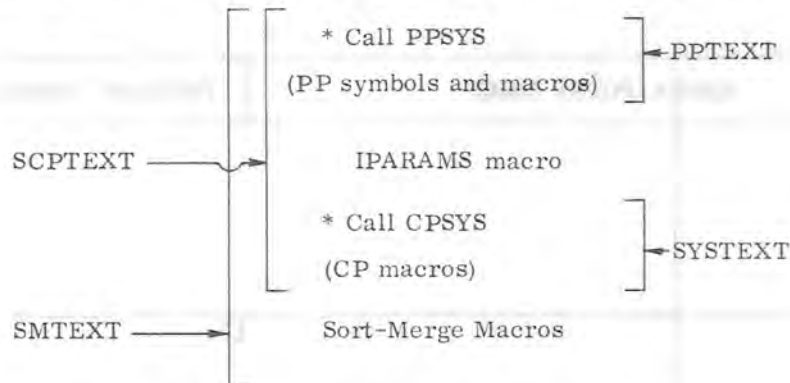 * Call PPSYS
PPTEXT
(PP symbols and macros)
SCPTEXT
IPARAMS macro
* Call CPSYS
SYSTEXT
(CP macros)
SMTEXT
Sort-Merge Macros